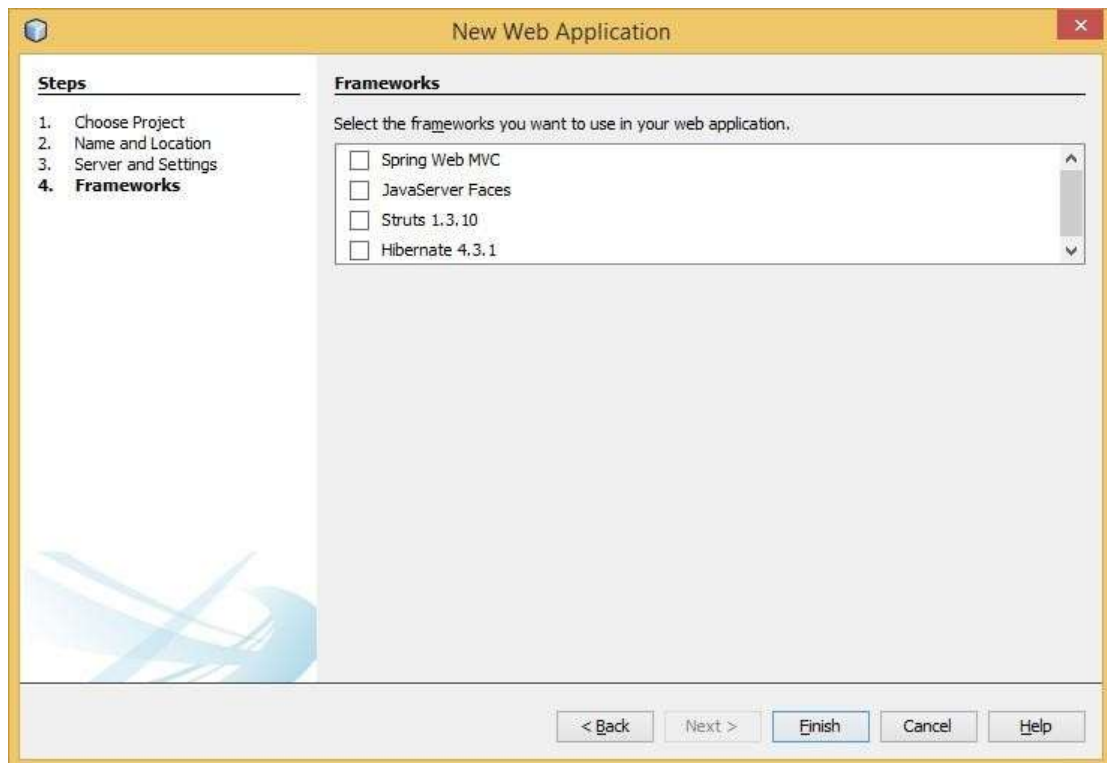 New Web Application
Steps
1. Choose Project
2. Name and Location
3. Server and Settings
4. Frameworks
Frameworks
Select the frameworks you want to use in your web application.
Spring Web MVC
JavaServer Faces
Struts 1.3.10
Hibernate 4.3.1
< Back Next > Finish Cancel Help